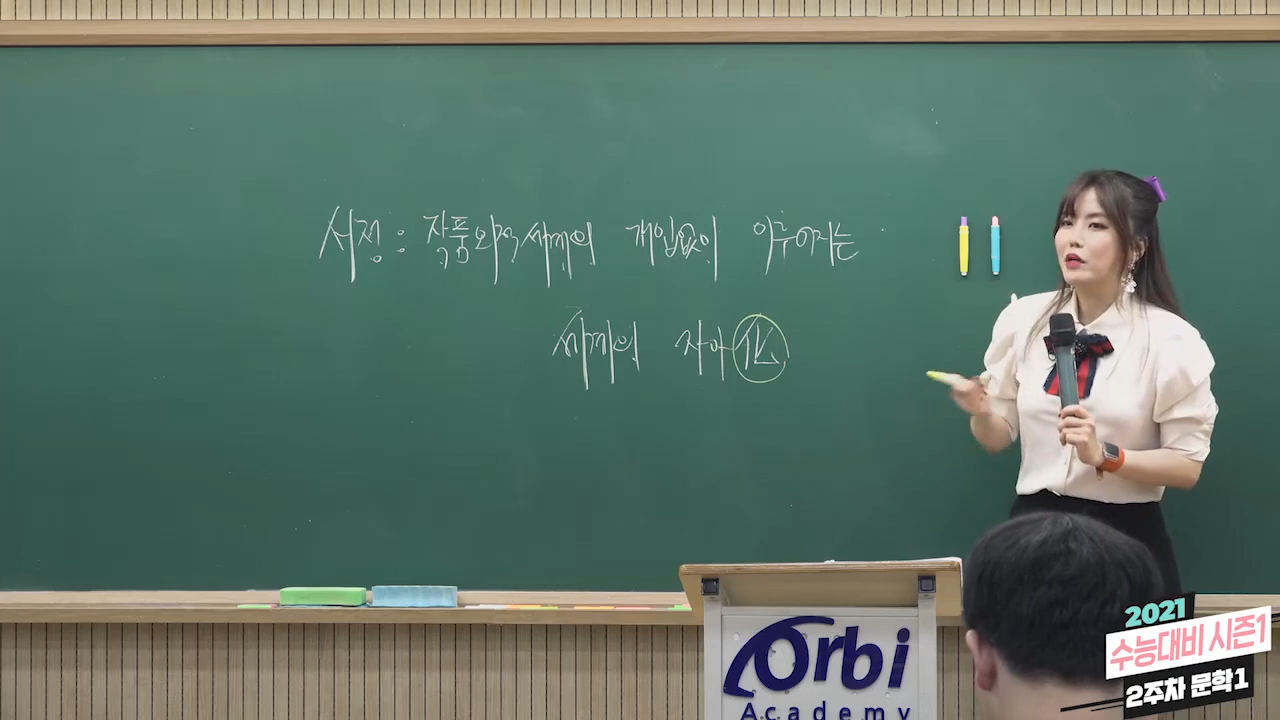 서정 : 작품외적 세계의 개입없이 이루어지는
세계의 자아化
Orbi
Academy
2021
수능대비 시즌1
2주차 문학1